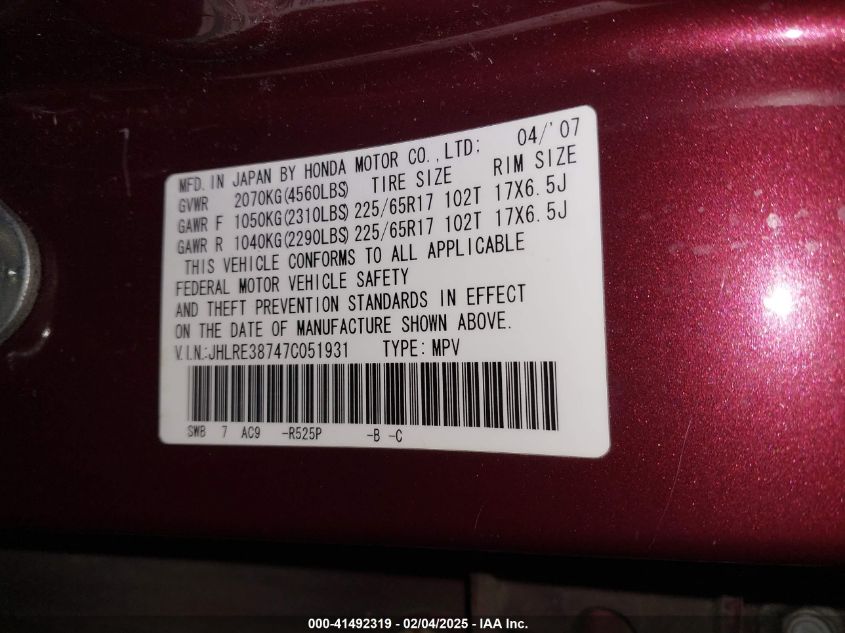 MFD. IN JAPAN BY HONDA MOTOR CO.,LTD: 04/'07
GVWR 2070KG(4560LBS) TIRE SIZE RIM SIZE
GAWR F 1050KG(2310LBS) 225/65R17 102T 17X6.5J
GAWR R 1040KG(2290LBS) 225/65R17 102T 17X6.5J
THIS VEHICLE CONFORMS TO ALL APPLICABLE
FEDERAL MOTOR VEHICLE SAFETY
AND THEFT PREVENTION STANDARDS IN EFFECT
ON THE DATE OF MANUFACTURE SHOWN ABOVE.
V.I.N.:JHLRE38747C051931 TYPE: MPV
SWB 7 AC9 -R525P -B -C
000-41492319 - 02/04/2025 - IAA Inc.